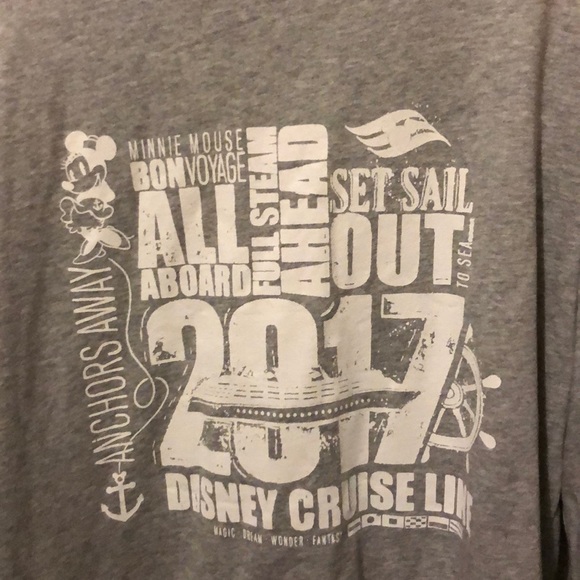 MINNIE MOUSE
BON VOYAGE
ALL
ABOARD
FULL STEAM
AHEAD
SET SAIL
OUT
TO SEA...
ANCHORS AWAY
2017
DISNEY CRUISE LINE
MAGIC · DREAM · WONDER · FANTASY